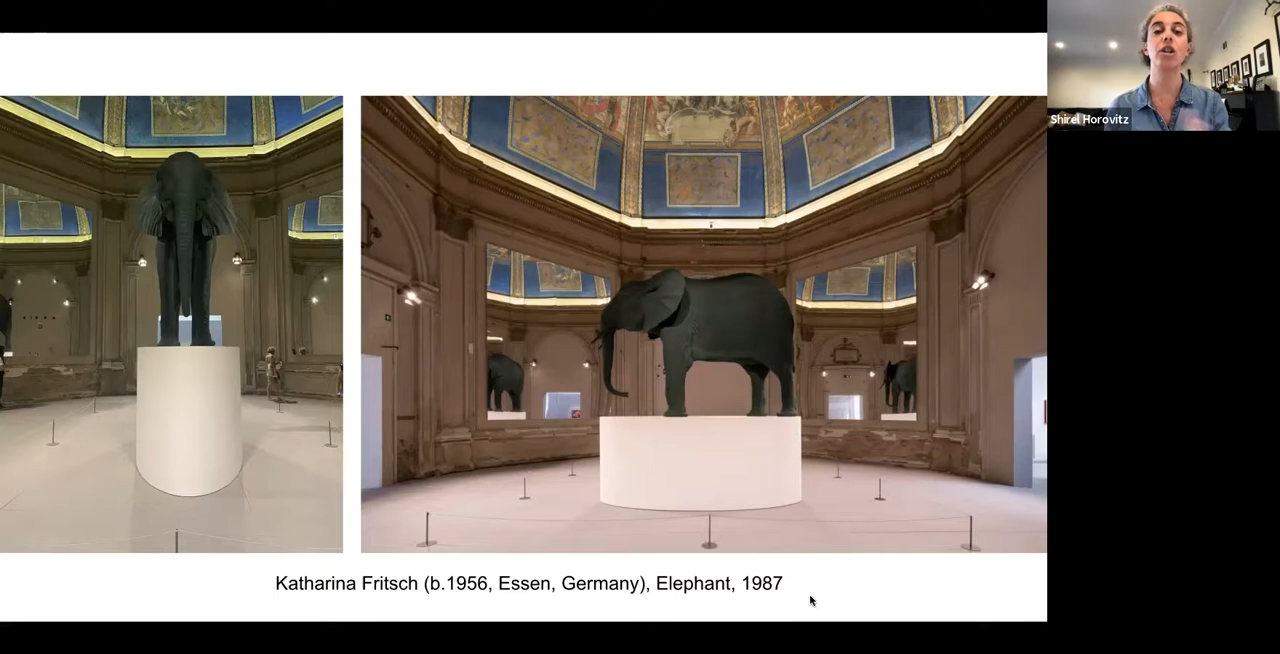 Shirel Horovitz
Katharina Fritsch (b.1956, Essen, Germany), Elephant, 1987